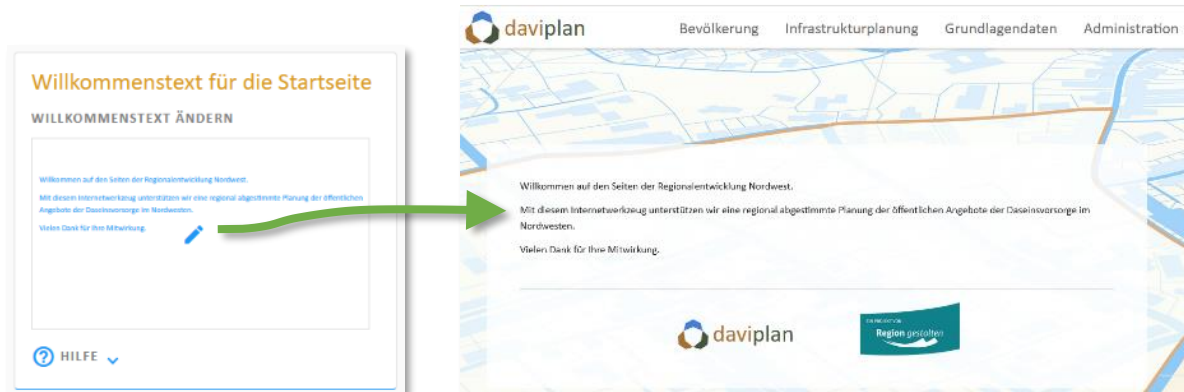 Willkommenstext für die Startseite
WILLKOMMENSTEXT ÄNDERN
Willkommen auf den Seiten der Regionalentwicklung Nordwest.
Mit diesem Internetwerkzeug unterstützen wir eine regional abgestimmte Planung der öffentlichen
Angebote der Daseinsvorsorge im Nordwesten.
Vielen Dank für Ihre Mitwirkung.
HILFE
daviplan
Bevölkerung Infrastrukturplanung Grundlagendaten Administration
Willkommen auf den Seiten der Regionalentwicklung Nordwest.
Mit diesem Internetwerkzeug unterstützen wir eine regional abgestimmte Planung der öffentlichen Angebote der Daseinsvorsorge im
Nordwesten.
Vielen Dank für Ihre Mitwirkung.
daviplan
Region gestalten